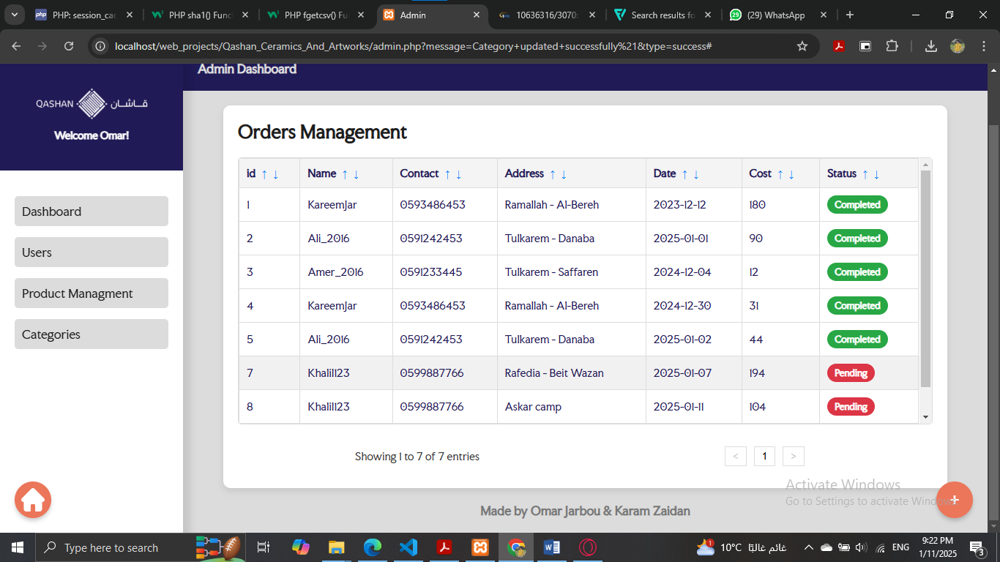 PHP: session_cac
PHP sha1() Func
PHP fgetcsv() Fu
Admin
10636316/3070:
Search results fo
(29) WhatsApp
localhost/web_projects/Qashan_Ceramics_And_Artworks/admin.php?message=Category+updated+successfully%21&type=success#
QASHAN قاشان
Welcome Omar!
Dashboard
Users
Product Managment
Categories
Admin Dashboard
Orders Management
id ↑ ↓ Name ↑ ↓ Contact ↑ ↓ Address ↑ ↓ Date ↑ ↓ Cost ↑ ↓ Status ↑ ↓
1 KareemJar 0593486453 Ramallah - Al-Bereh 2023-12-12 180 Completed
2 Ali_2016 0591242453 Tulkarem - Danaba 2025-01-01 90 Completed
3 Amer_2016 0591233445 Tulkarem - Saffaren 2024-12-04 12 Completed
4 KareemJar 0593486453 Ramallah - Al-Bereh 2024-12-30 31 Completed
5 Ali_2016 0591242453 Tulkarem - Danaba 2025-01-02 44 Completed
7 Khalil123 0599887766 Rafedia - Beit Wazan 2025-01-07 194 Pending
8 Khalil123 0599887766 Askar camp 2025-01-11 104 Pending
Showing 1 to 7 of 7 entries
< 1 >
Activate Windows
Go to Settings to activate Windows.
+
Made by Omar Jarbou & Karam Zaidan
Type here to search
10°C غائم غالبًا
ENG
9:22 PM
1/11/2025
3